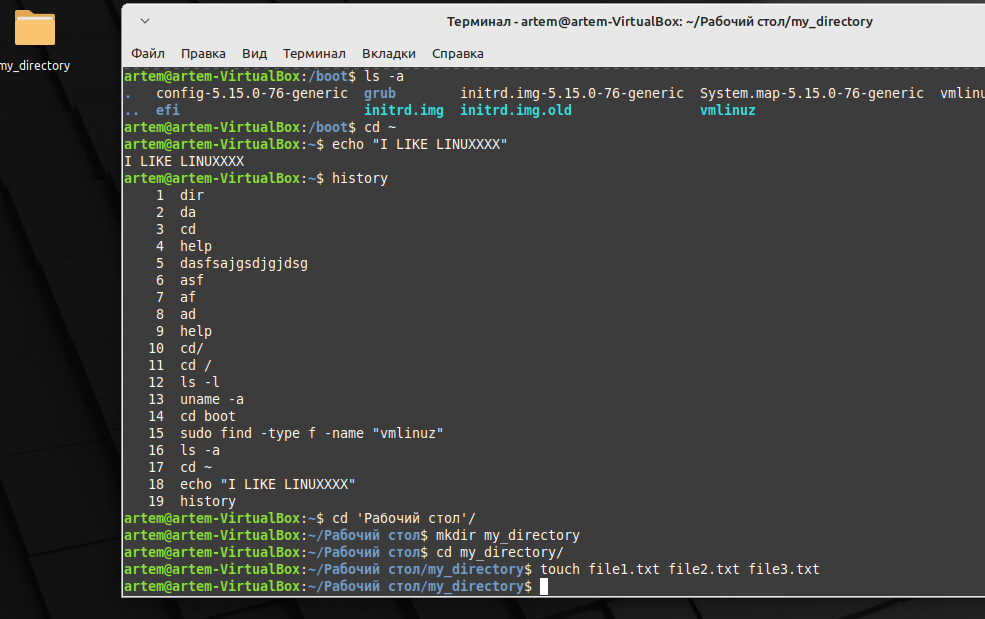 my_directory
Терминал - artem@artem-VirtualBox: ~/Рабочий стол/my_directory
Файл Правка Вид Терминал Вкладки Справка
artem@artem-VirtualBox:/boot$ ls -a
. config-5.15.0-76-generic grub initrd.img-5.15.0-76-generic System.map-5.15.0-76-generic vmlinu
.. efi initrd.img initrd.img.old vmlinuz
artem@artem-VirtualBox:/boot$ cd ~
artem@artem-VirtualBox:~$ echo "I LIKE LINUXXXX"
I LIKE LINUXXXX
artem@artem-VirtualBox:~$ history
1 dir
2 da
3 cd
4 help
5 dasfsajgsdjgjdsg
6 asf
7 af
8 ad
9 help
10 cd/
11 cd /
12 ls -l
13 uname -a
14 cd boot
15 sudo find -type f -name "vmlinuz"
16 ls -a
17 cd ~
18 echo "I LIKE LINUXXXX"
19 history
artem@artem-VirtualBox:~$ cd 'Рабочий стол'/
artem@artem-VirtualBox:~/Рабочий стол$ mkdir my_directory
artem@artem-VirtualBox:~/Рабочий стол$ cd my_directory/
artem@artem-VirtualBox:~/Рабочий стол/my_directory$ touch file1.txt file2.txt file3.txt
artem@artem-VirtualBox:~/Рабочий стол/my_directory$